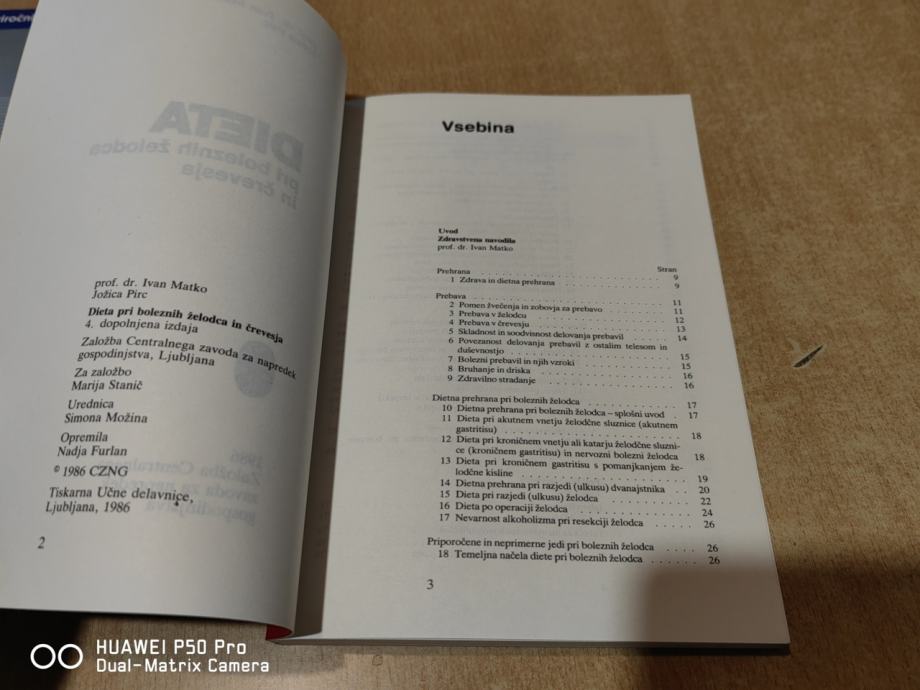 ročni
prof. dr. Ivan Matko
Jožica Pirc
Dieta pri boleznih želodca in črevesja
4. dopolnjena izdaja
Založba Centralnega zavoda za napredek
gospodinjstva, Ljubljana
Za založbo
Marija Stanič
Urednica
Simona Možina
Opremila
Nadja Furlan
© 1986 CZNG
Tiskarna Učne delavnice,
Ljubljana, 1986
2
Vsebina
Uvod
Zdravstvena navodila
prof. dr. Ivan Matko
Stran
Prehrana . . . 9
1 Zdrava in dietna prehrana . . . 9
Prebava . . . 11
2 Pomen žvečenja in zobovja za prebavo . . . 11
3 Prebava v želodcu . . . 12
4 Prebava v črevesju . . . 13
5 Skladnost in soodvisnost delovanja prebavil . . . 14
6 Povezanost delovanja prebavil z ostalim telesom in
duševnostjo . . . 15
7 Bolezni prebavil in njih vzroki . . . 15
8 Bruhanje in driska . . . 16
9 Zdravilno stradanje . . . 16
Dietna prehrana pri boleznih želodca . . . 17
10 Dietna prehrana pri boleznih želodca – splošni uvod . 17
11 Dieta pri akutnem vnetju želodčne sluznice (akutnem
gastritisu) . . . 18
12 Dieta pri kroničnem vnetju ali katarju želodčne sluzni-
ce (kroničnem gastritisu) in nervozni bolezni želodca 18
13 Dieta pri kroničnem gastritisu s pomanjkanjem že-
lodčne kisline . . . 19
14 Dietna prehrana pri razjedi (ulkusu) dvanajstnika . . . 20
15 Dieta pri razjedi (ulkusu) želodca . . . 22
16 Dieta po operaciji želodca . . . 24
17 Nevarnost alkoholizma pri resekciji želodca . . . 26
Priporočene in neprimerne jedi pri boleznih želodca . . . 26
18 Temeljna načela diete pri boleznih želodca . . . 26
3
HUAWEI P50 Pro
Dual-Matrix Camera